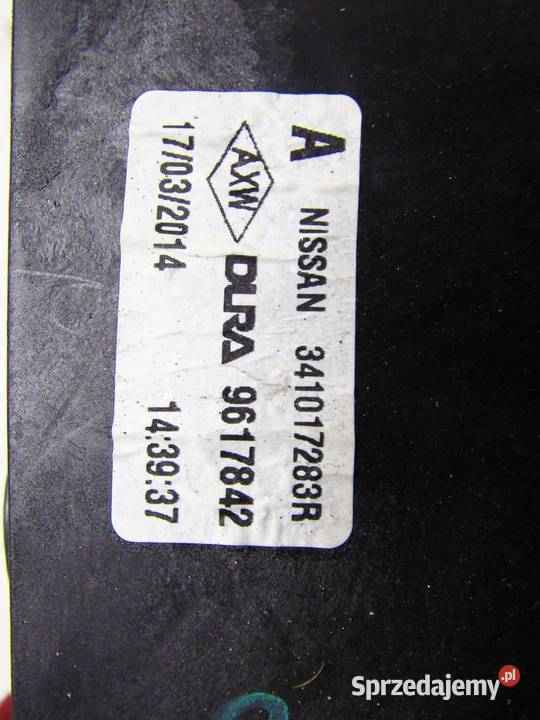 A NISSAN 341017283R
AXW DURA 9617842
17/03/2014 14:39:37
Sprzedajemy.pl